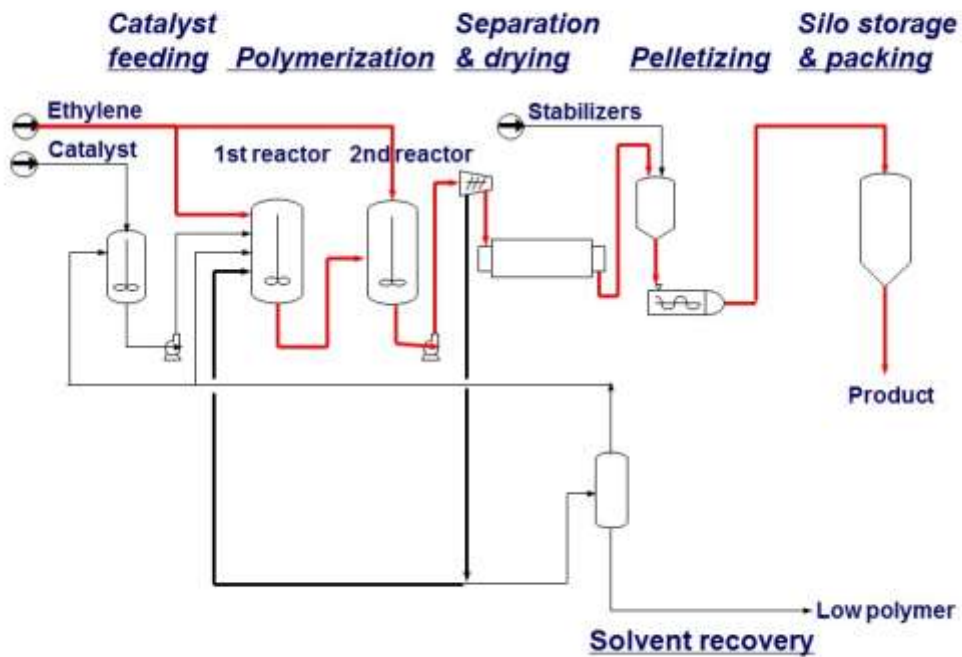 Catalyst
feeding
Polymerization
Separation
& drying
Pelletizing
Silo storage
& packing
Ethylene
Catalyst
1st reactor
2nd reactor
Stabilizers
Product
Low polymer
Solvent recovery